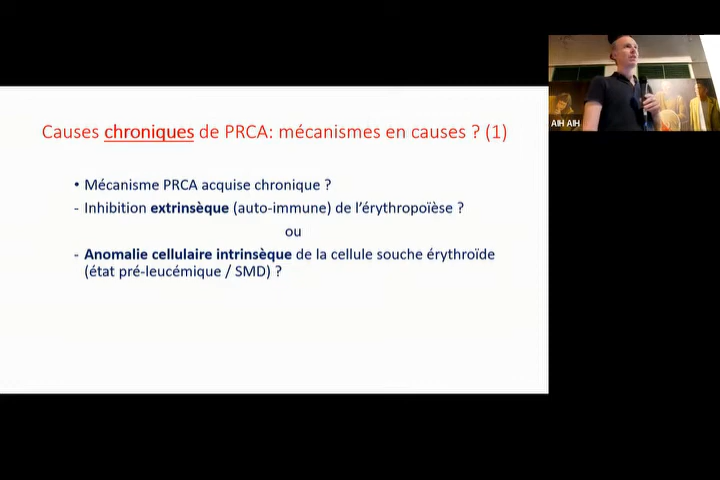 Causes chroniques de PRCA: mécanismes en causes ? (1)
• Mécanisme PRCA acquise chronique ?
- Inhibition extrinsèque (auto-immune) de l’érythropoïèse ?
ou
- Anomalie cellulaire intrinsèque de la cellule souche érythroïde
(état pré-leucémique / SMD) ?
AIH AIH